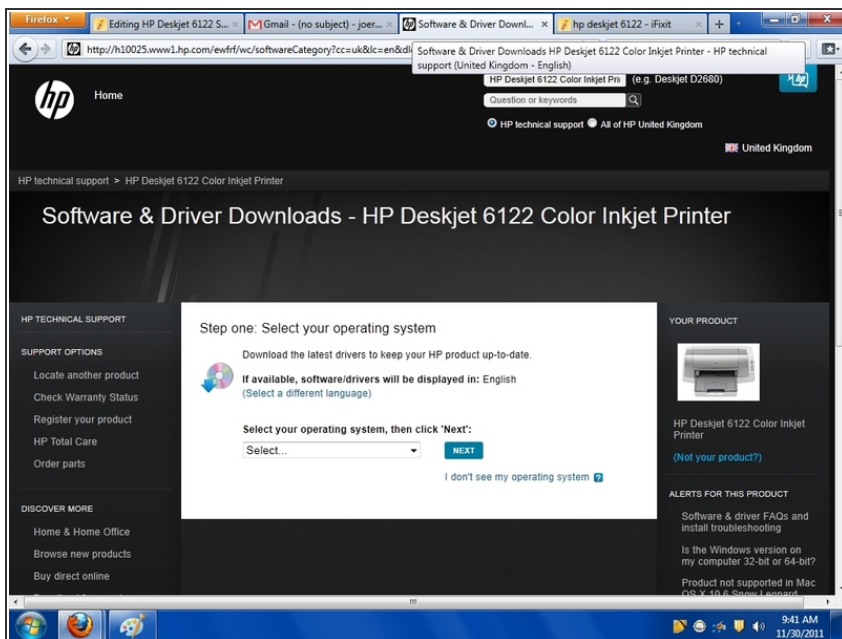 Firefox
Editing HP Deskjet 6122 S...
Gmail - (no subject) - joer...
Software & Driver Downl...
hp deskjet 6122 - iFixit
http://h10025.www1.hp.com/ewfrf/wc/softwareCategory?cc=uk&lc=en&dl
Software & Driver Downloads HP Deskjet 6122 Color Inkjet Printer - HP technical
support (United Kingdom - English)
hp
Home
HP Deskjet 6122 Color Inkjet Pri
(e.g. Deskjet D2680)
Question or keywords
HP technical support
All of HP United Kingdom
United Kingdom
HP technical support > HP Deskjet 6122 Color Inkjet Printer
Software & Driver Downloads - HP Deskjet 6122 Color Inkjet Printer
HP TECHNICAL SUPPORT
SUPPORT OPTIONS
Locate another product
Check Warranty Status
Register your product
HP Total Care
Order parts
DISCOVER MORE
Home & Home Office
Browse new products
Buy direct online
Step one: Select your operating system
Download the latest drivers to keep your HP product up-to-date.
If available, software/drivers will be displayed in: English
(Select a different language)
Select your operating system, then click 'Next':
Select...
NEXT
I don't see my operating system ?
YOUR PRODUCT
HP Deskjet 6122 Color Inkjet
Printer
(Not your product?)
ALERTS FOR THIS PRODUCT
Software & driver FAQs and
install troubleshooting
Is the Windows version on
my computer 32-bit or 64-bit?
Product not supported in Mac
OS X 10.6 Snow Leopard
9:41 AM
11/30/2011